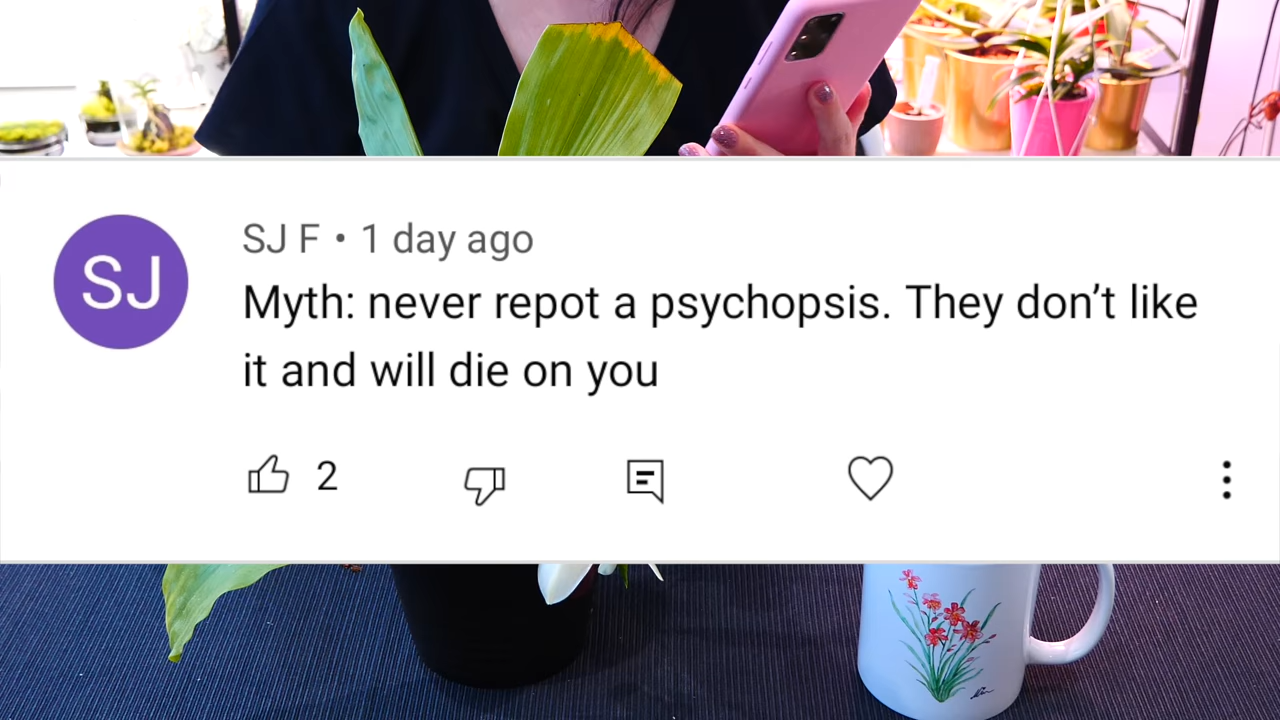 SJ
SJ F • 1 day ago
Myth: never repot a psychopsis. They don’t like
it and will die on you
2